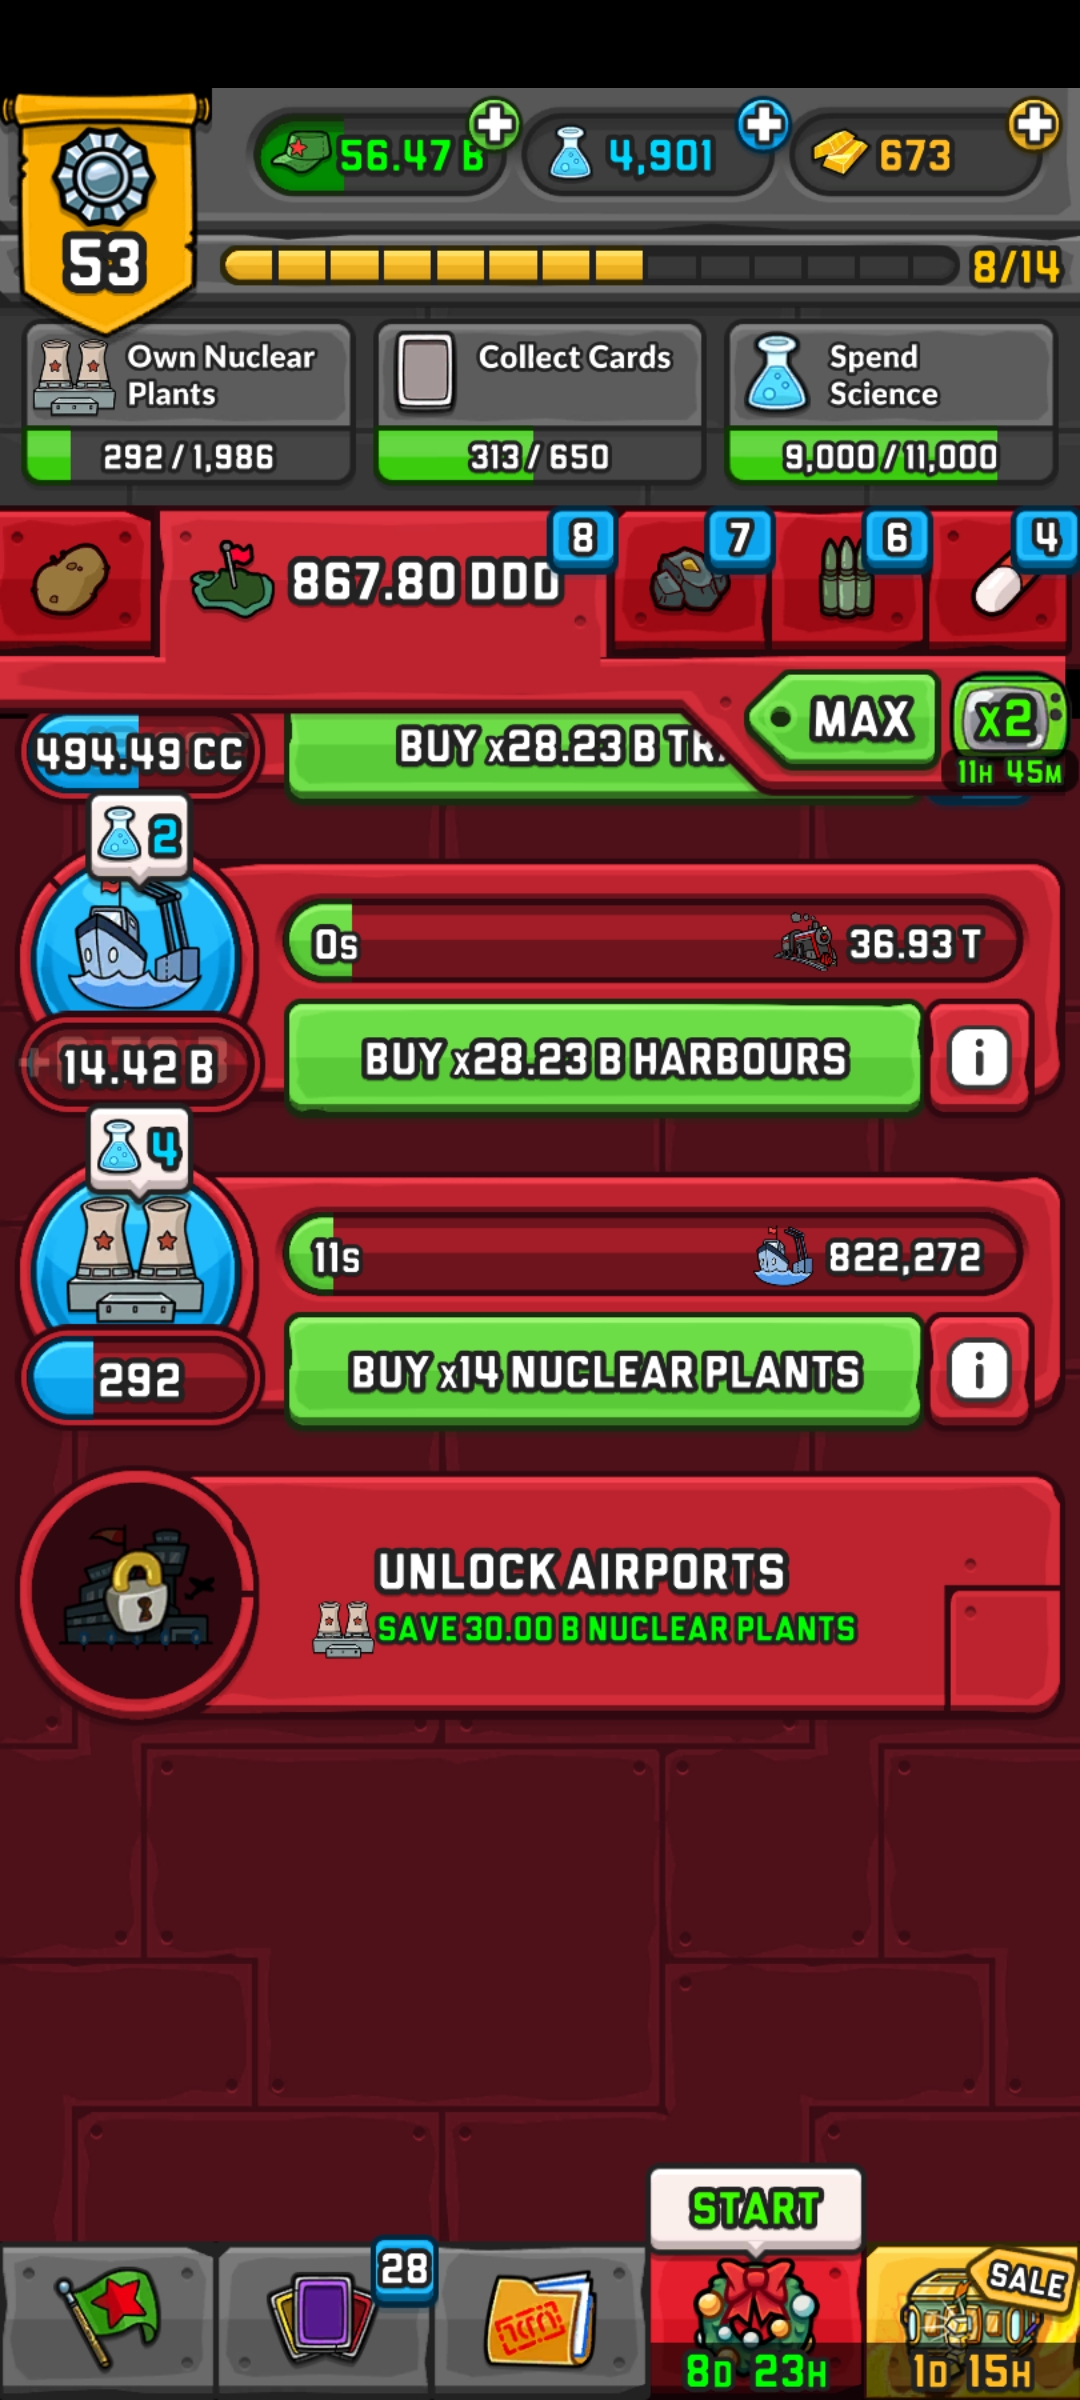 56.47 B
4,901
673
53
8/14
Own Nuclear
Plants
292 / 1,986
Collect Cards
313 / 650
Spend
Science
9,000 / 11,000
867.80 DDD
8
7
6
4
MAX
x2
11H 45M
494.49 CC
BUY x28.23 B
2
0s
36.93 T
14.42 B
BUY x28.23 B HARBOURS
i
4
11s
822,272
292
BUY x14 NUCLEAR PLANTS
i
UNLOCK AIRPORTS
SAVE 30.00 B NUCLEAR PLANTS
START
28
SALE
8D 23H
1D 15H